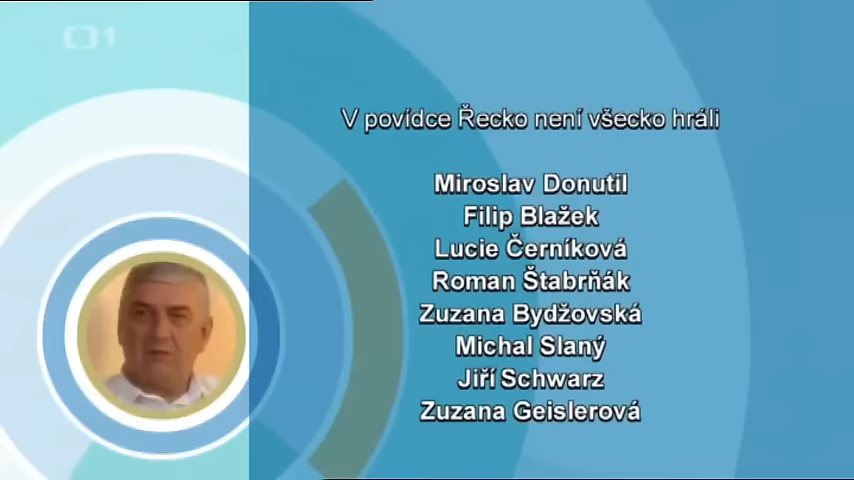 1
V povídce Řecko není všecko hráli
Miroslav Donutil
Filip Blažek
Lucie Černíková
Roman Štabrňák
Zuzana Bydžovská
Michal Slaný
Jiří Schwarz
Zuzana Geislerová